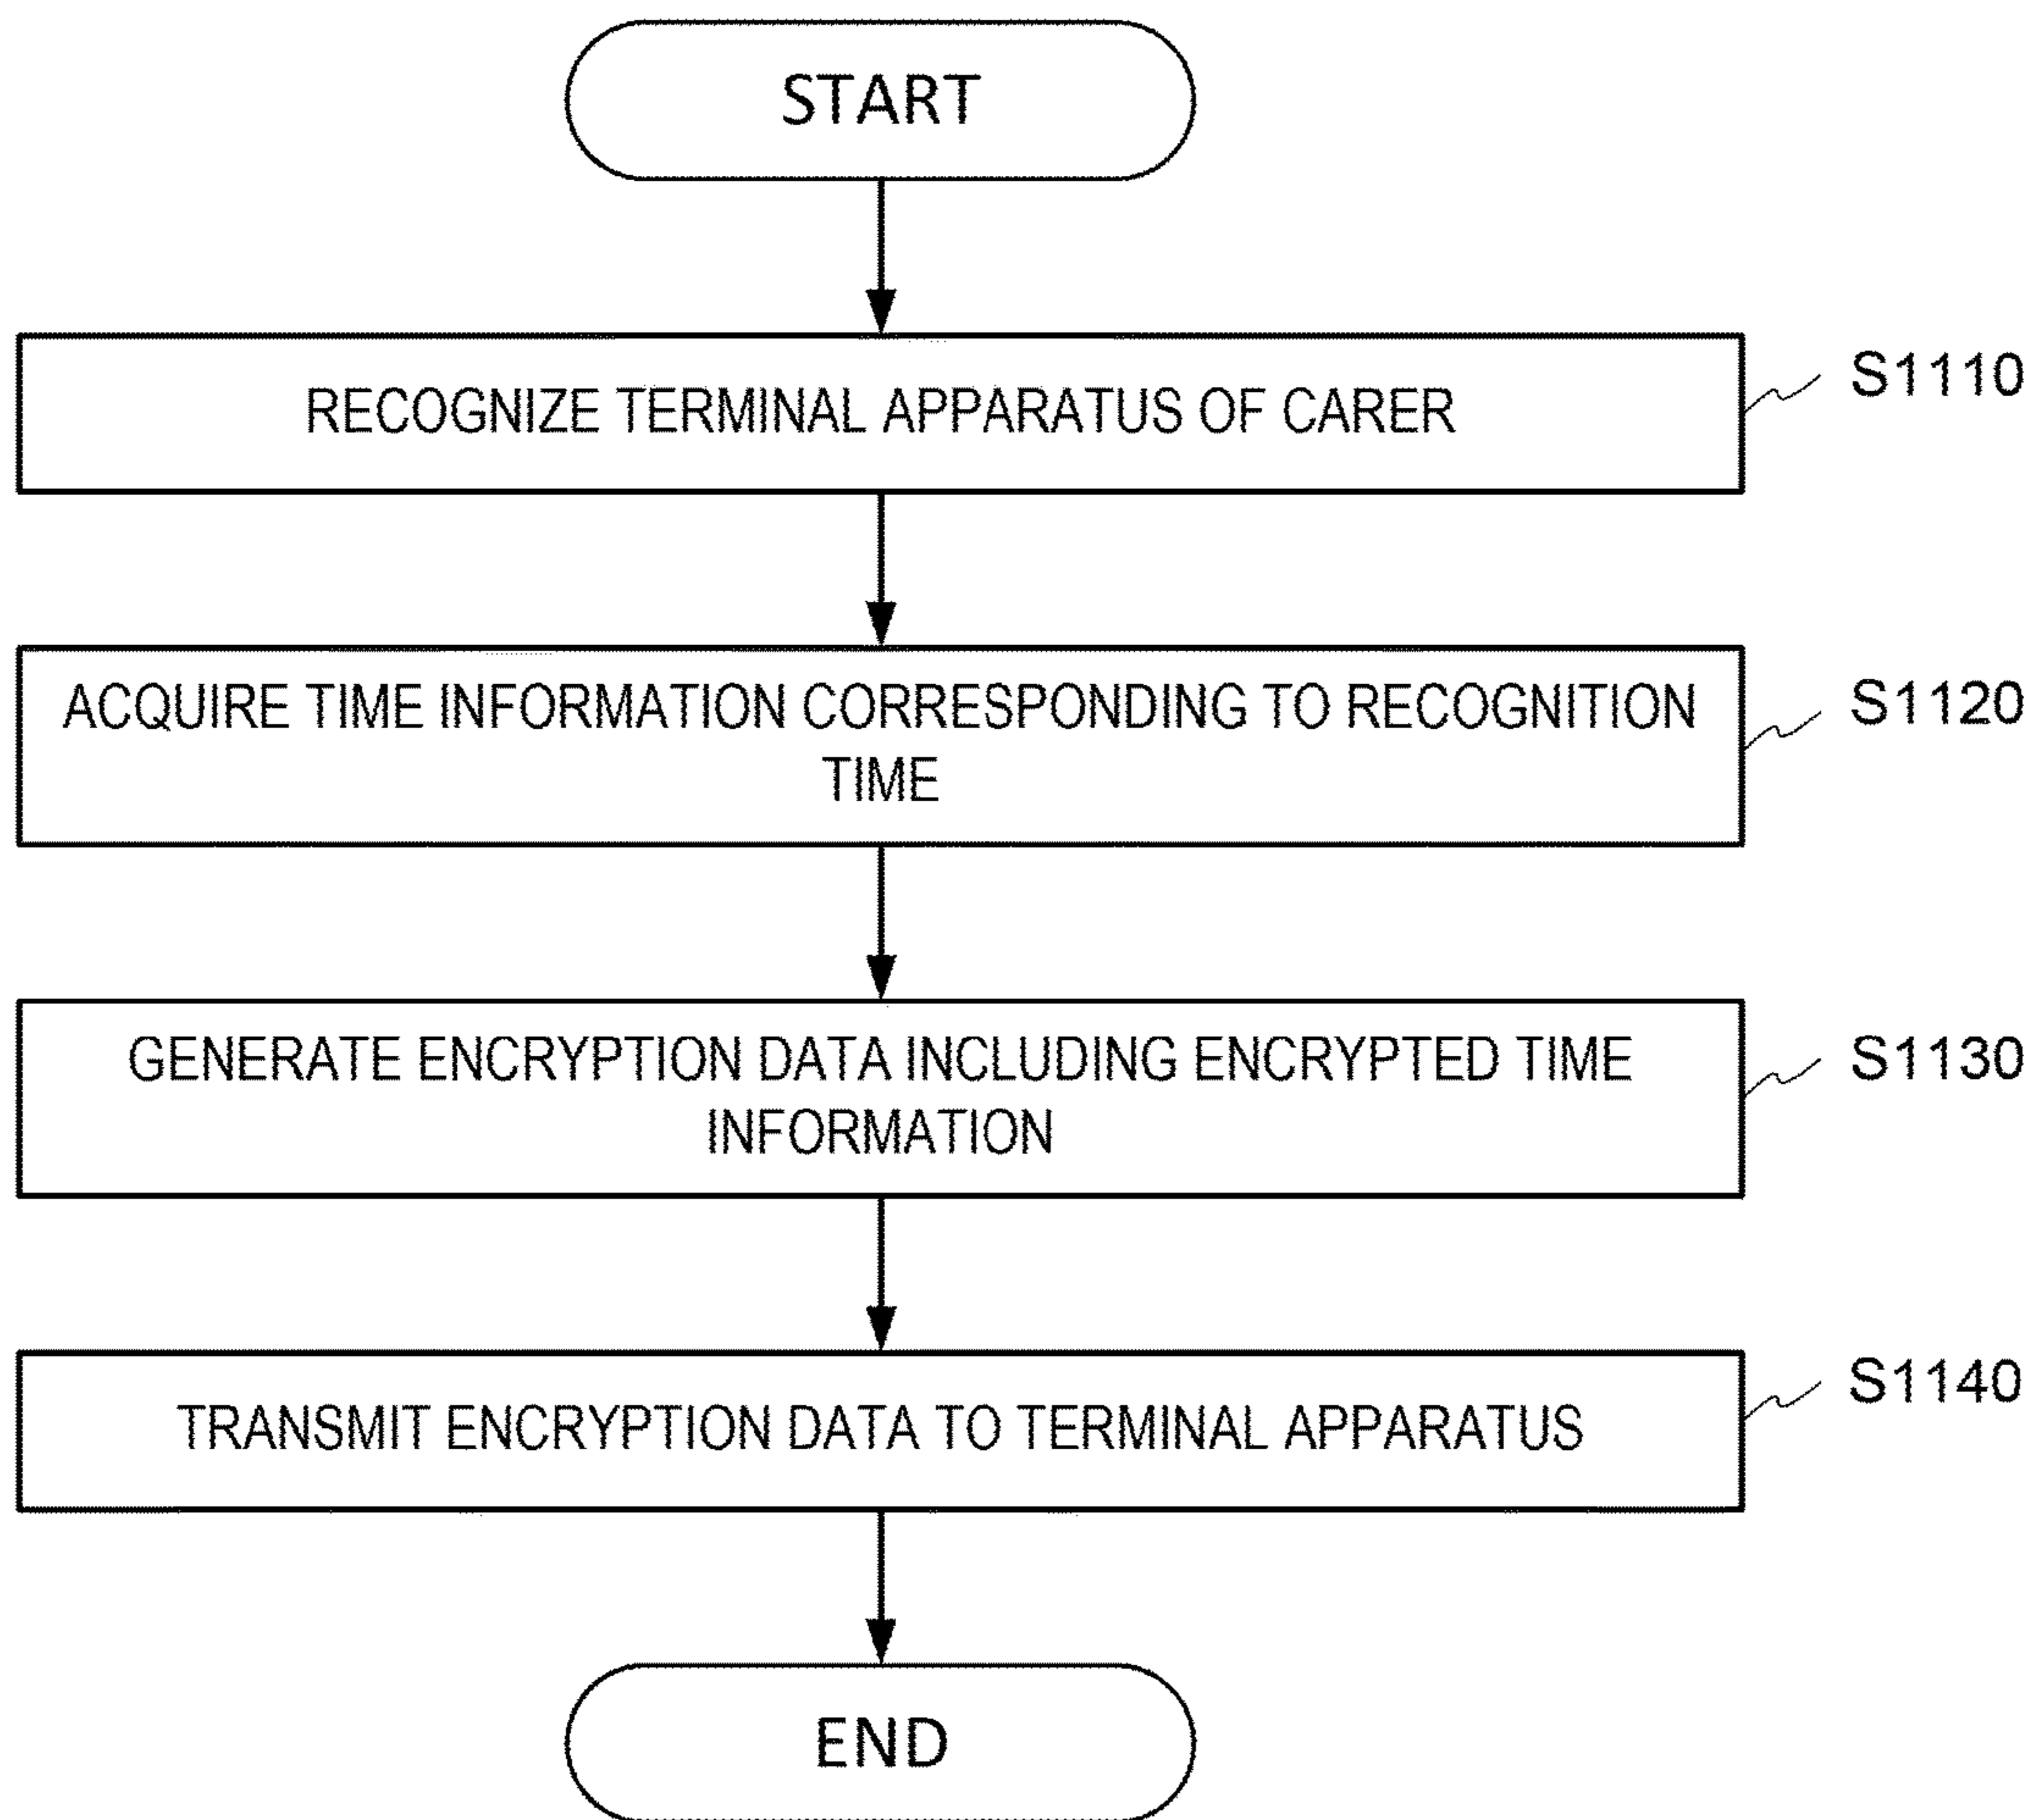 START
RECOGNIZE TERMINAL APPARATUS OF CARER
S1110
ACQUIRE TIME INFORMATION CORRESPONDING TO RECOGNITION
TIME
S1120
GENERATE ENCRYPTION DATA INCLUDING ENCRYPTED TIME
INFORMATION
S1130
TRANSMIT ENCRYPTION DATA TO TERMINAL APPARATUS
S1140
END